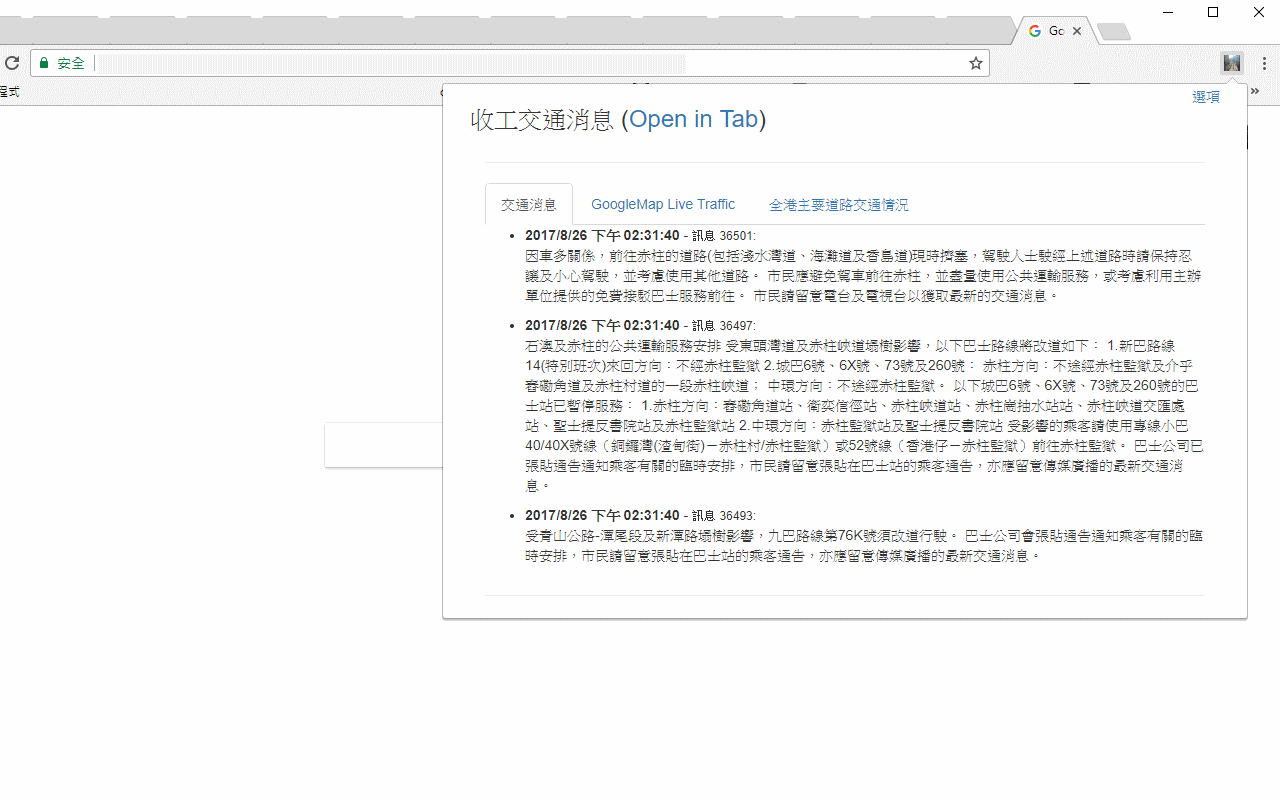 Gc
安全
程式
»
選項
收工交通消息 (Open in Tab)
交通消息 GoogleMap Live Traffic 全港主要道路交通情況
• 2017/8/26 下午 02:31:40 - 訊息 36501:
因車多關係，前往赤柱的道路(包括淺水灣道、海灘道及香島道)現時擠塞，駕駛人士駛經上述道路時請保持忍
讓及小心駕駛，並考慮使用其他道路。 市民應避免駕車前往赤柱，並盡量使用公共運輸服務，或考慮利用主辦
單位提供的免費接駁巴士服務前往。 市民請留意電台及電視台以獲取最新的交通消息。
• 2017/8/26 下午 02:31:40 - 訊息 36497:
石澳及赤柱的公共運輸服務安排 受東頭灣道及赤柱峽道塌樹影響，以下巴士路線將改道如下： 1.新巴路線
14(特別班次)來回方向：不經赤柱監獄 2.城巴6號、6X號、73號及260號： 赤柱方向：不途經赤柱監獄及介乎
舂磡角道及赤柱村道的一段赤柱峽道； 中環方向：不途經赤柱監獄。 以下城巴6號、6X號、73號及260號的巴
士站已暫停服務： 1.赤柱方向：舂磡角道站、衛奕信徑站、赤柱峽道站、赤柱崗抽水站站、赤柱峽道交匯處
站、聖士提反書院站及赤柱監獄站 2.中環方向：赤柱監獄站及聖士提反書院站 受影響的乘客請使用專線小巴
40/40X號線（銅鑼灣(渣甸街)－赤柱村/赤柱監獄）或52號線（香港仔－赤柱監獄）前往赤柱監獄。 巴士公司已
張貼通告通知乘客有關的臨時安排，市民請留意張貼在巴士站的乘客通告，亦應留意傳媒廣播的最新交通消
息。
• 2017/8/26 下午 02:31:40 - 訊息 36493:
受青山公路-潭尾段及新潭路塌樹影響，九巴路線第76K號須改道行駛。 巴士公司會張貼通告通知乘客有關的臨
時安排，市民請留意張貼在巴士站的乘客通告，亦應留意傳媒廣播的最新交通消息。